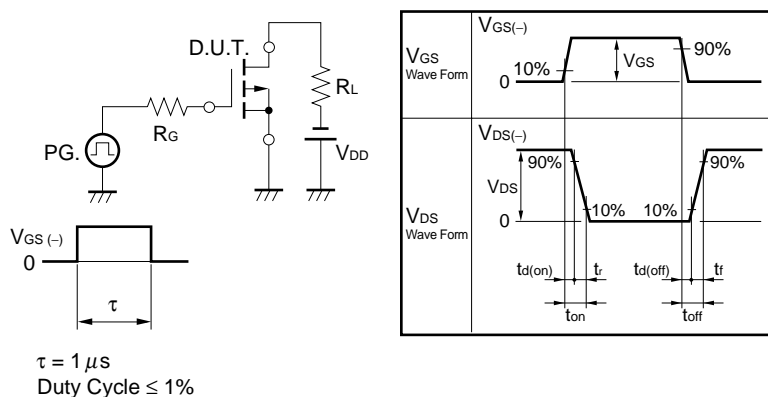 D.U.T.
RL
RG
PG.
VDD
VGS (−)
0
τ
τ = 1 μs
Duty Cycle ≤ 1%
VGS
Wave Form
VGS(−)
10%
VGS
90%
0
VDS
Wave Form
VDS(−)
90%
90%
VDS
10%
10%
0
td(on)
tr
td(off)
tf
ton
toff